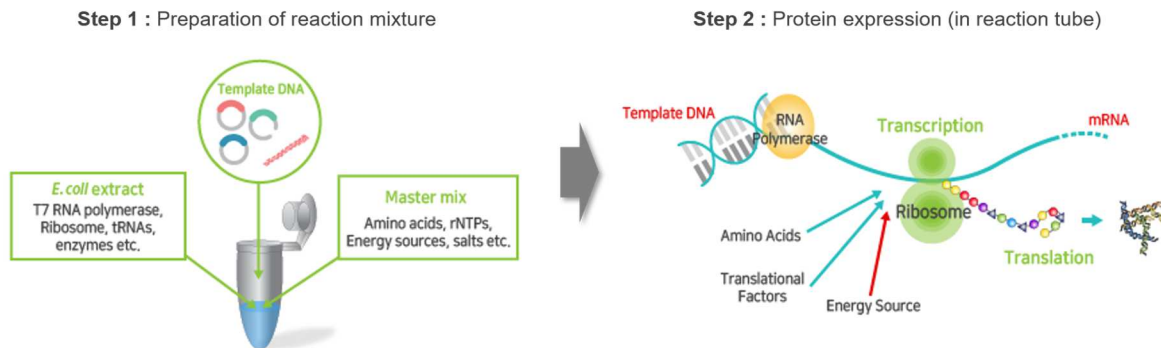 Step 1 : Preparation of reaction mixture
Template DNA
E.coli extract
T7 RNA polymerase,
Ribosome, tRNAs,
enzymes etc.
Master mix
Amino acids, rNTPs,
Energy sources, salts etc.
Step 2 : Protein expression (in reaction tube)
Template DNA
RNA
Polymerase
Transcription
mRNA
Ribosome
Amino Acids
Translational
Factors
Energy Source
Translation